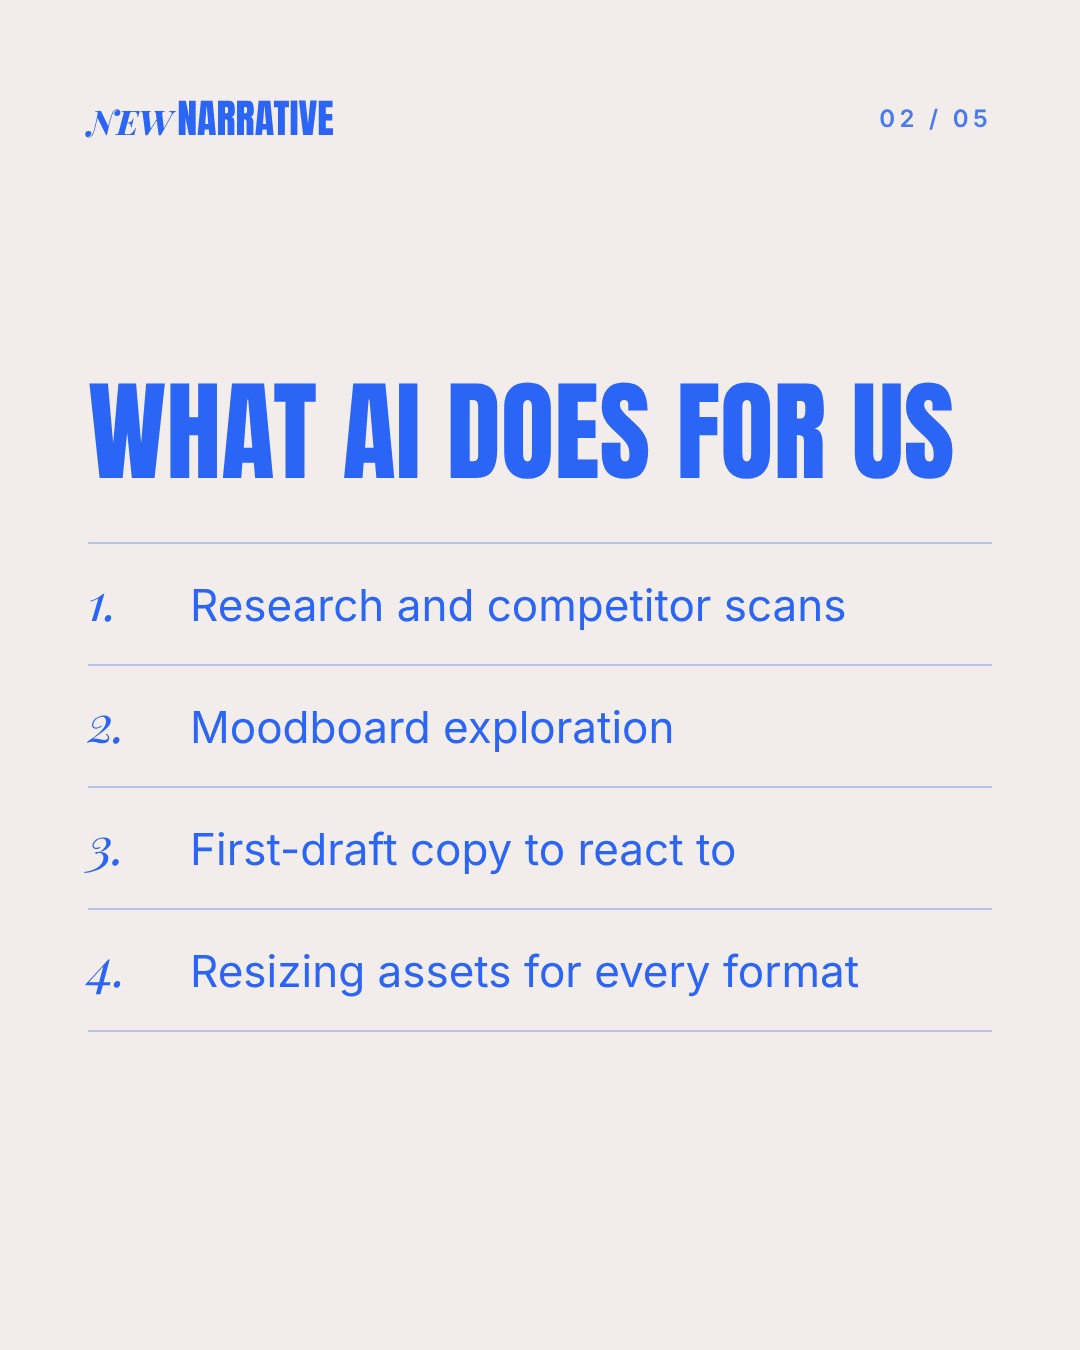 NEW NARRATIVE
02 / 05
WHAT AI DOES FOR US
1. Research and competitor scans
2. Moodboard exploration
3. First-draft copy to react to
4. Resizing assets for every format